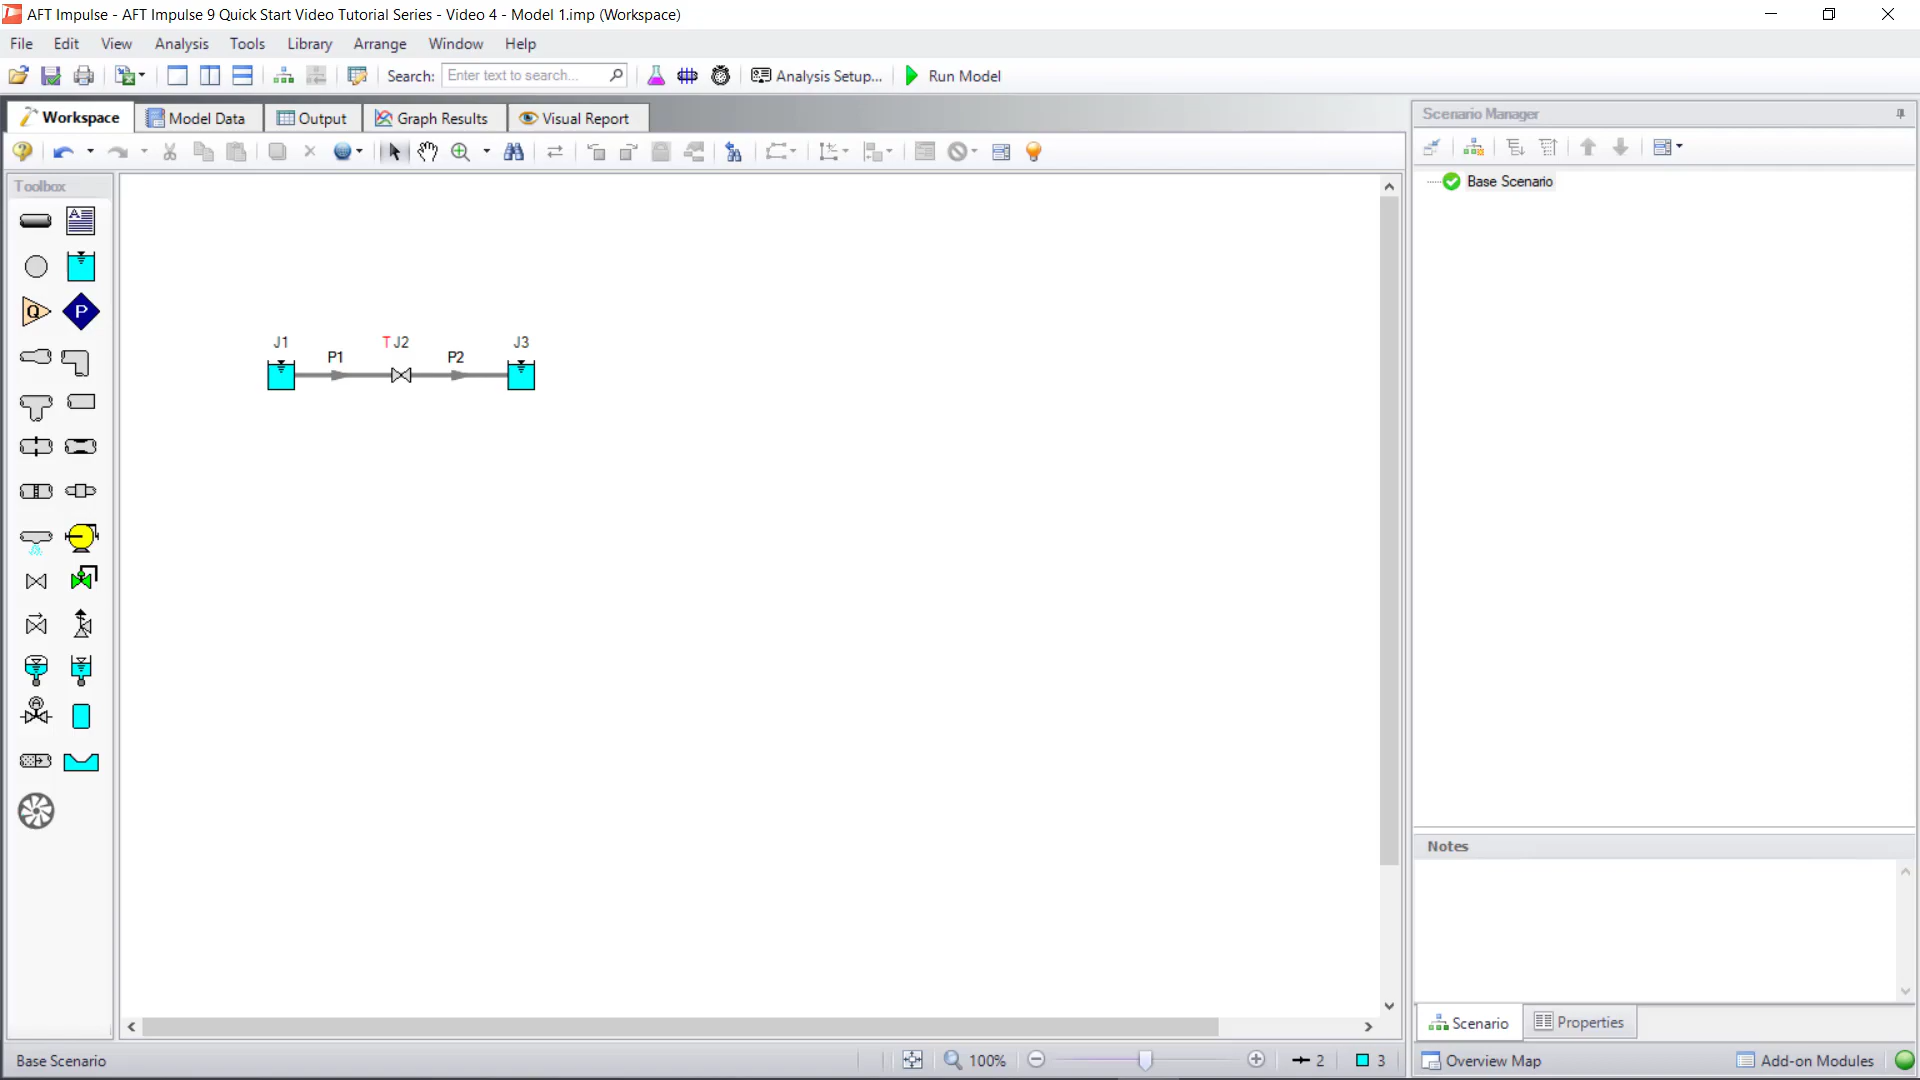 AFT Impulse - AFT Impulse 9 Quick Start Video Tutorial Series - Video 4 - Model 1.imp (Workspace)
File Edit View Analysis Tools Library Arrange Window Help
Search: Enter text to search... Analysis Setup... Run Model
Workspace Model Data Output Graph Results Visual Report
Scenario Manager
Toolbox
Base Scenario
A
Q P
J1 T J2 J3
P1 P2
Notes
Scenario Properties
Base Scenario 100% 2 3 Overview Map Add-on Modules